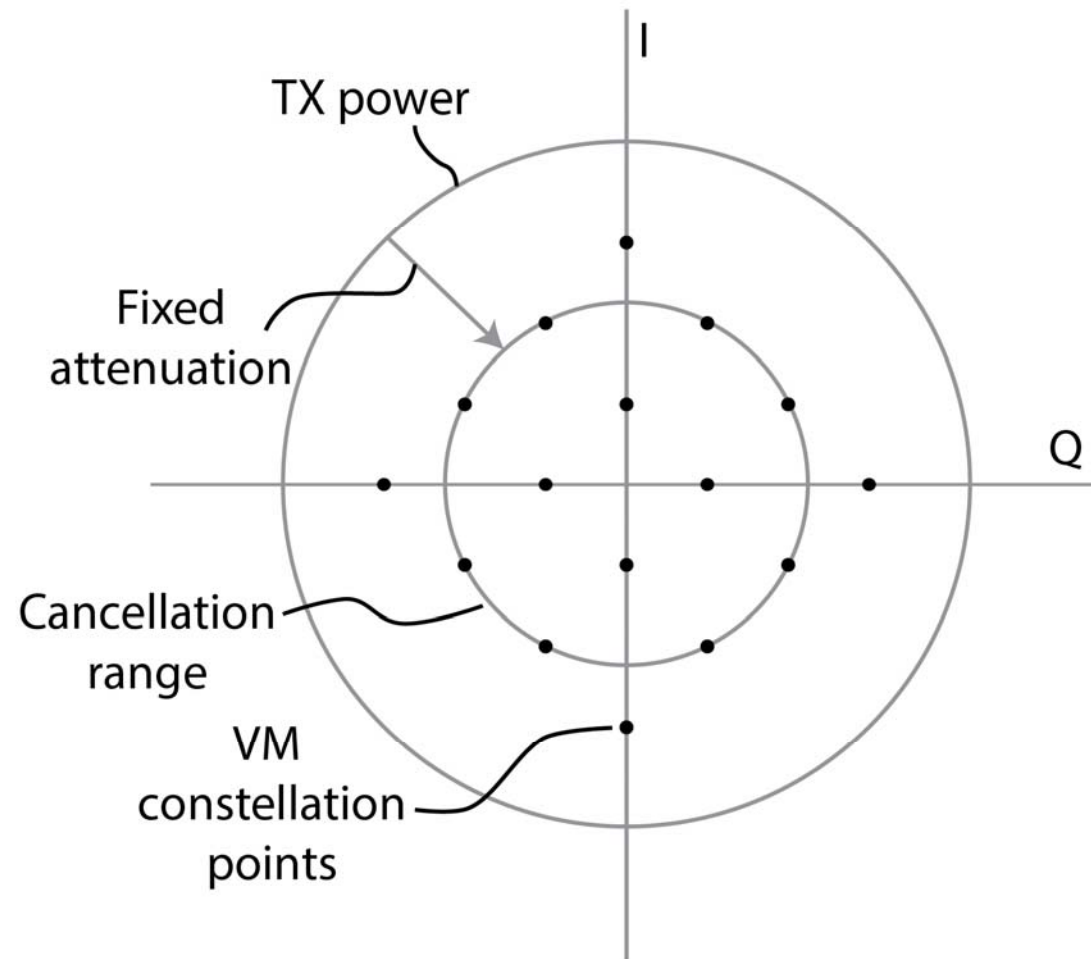 I
TX power
Fixed
attenuation
Q
Cancellation
range
VM
constellation
points